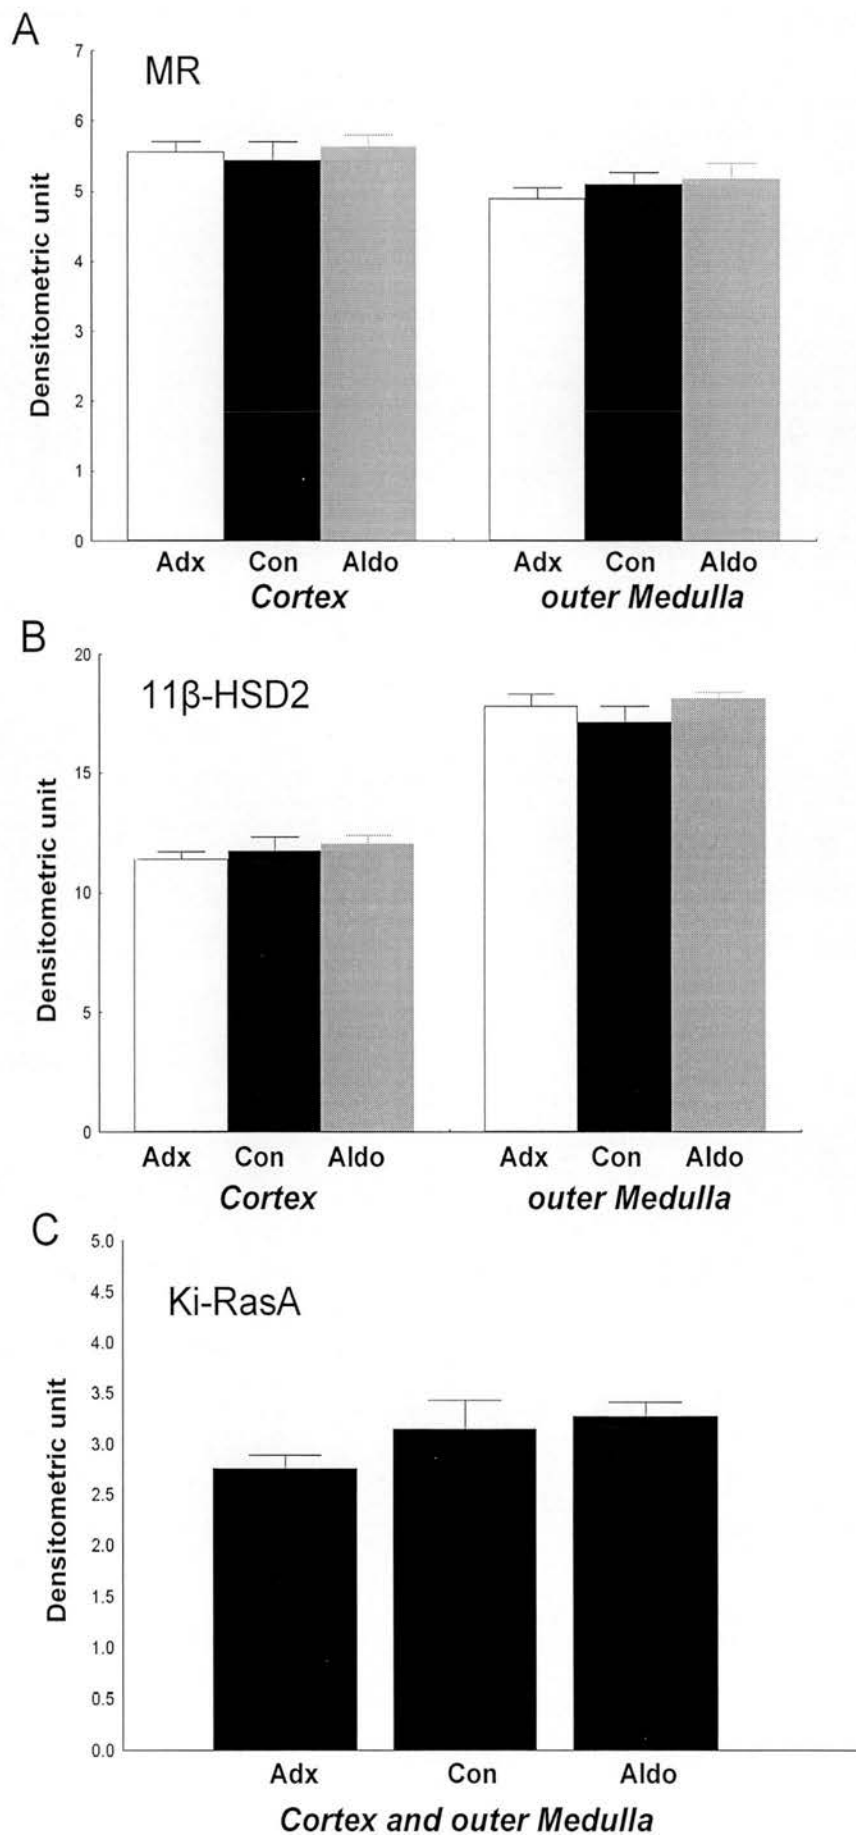 A
MR
Densitometric unit
7
6
5
4
3
2
1
0
Adx Con Aldo Adx Con Aldo
Cortex outer Medulla
B
11β-HSD2
Densitometric unit
20
15
10
5
0
Adx Con Aldo Adx Con Aldo
Cortex outer Medulla
C
Ki-RasA
Densitometric unit
5.0
4.5
4.0
3.5
3.0
2.5
2.0
1.5
1.0
0.5
0.0
Adx Con Aldo
Cortex and outer Medulla